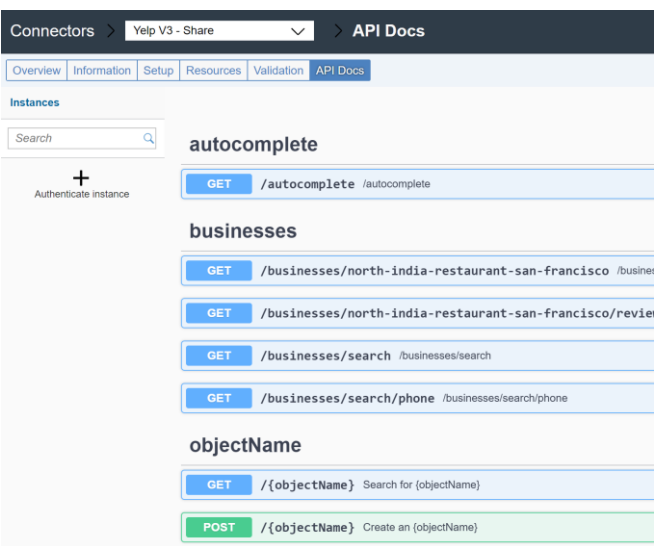 Connectors > Yelp V3 - Share > API Docs
Overview Information Setup Resources Validation API Docs
Instances
Search
+
Authenticate instance
autocomplete
GET /autocomplete /autocomplete
businesses
GET /businesses/north-india-restaurant-san-francisco /busines
GET /businesses/north-india-restaurant-san-francisco/revie
GET /businesses/search /businesses/search
GET /businesses/search/phone /businesses/search/phone
objectName
GET /{objectName} Search for {objectName}
POST /{objectName} Create an {objectName}